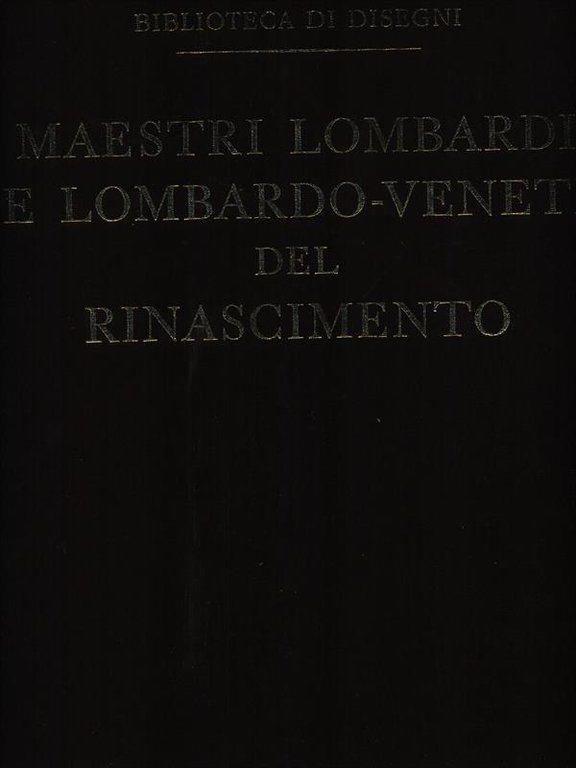 BIBLIOTECA DI DISEGNI
MAESTRI LOMBARDI
E LOMBARDO-VENET
DEL
RINASCIMENTO